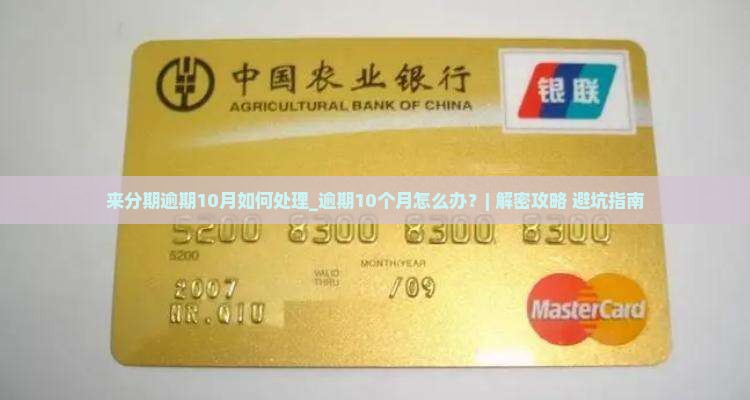 中国农业银行
AGRICULTURAL BANK OF CHINA
银联
来分期逾期10月如何处理_逾期10个月怎么办？| 解密攻略 避坑指南
5200 8300 8300 8300
5200
MONTH/YEAR
VALID
THRU
2007 /09
MR.QIU
MasterCard